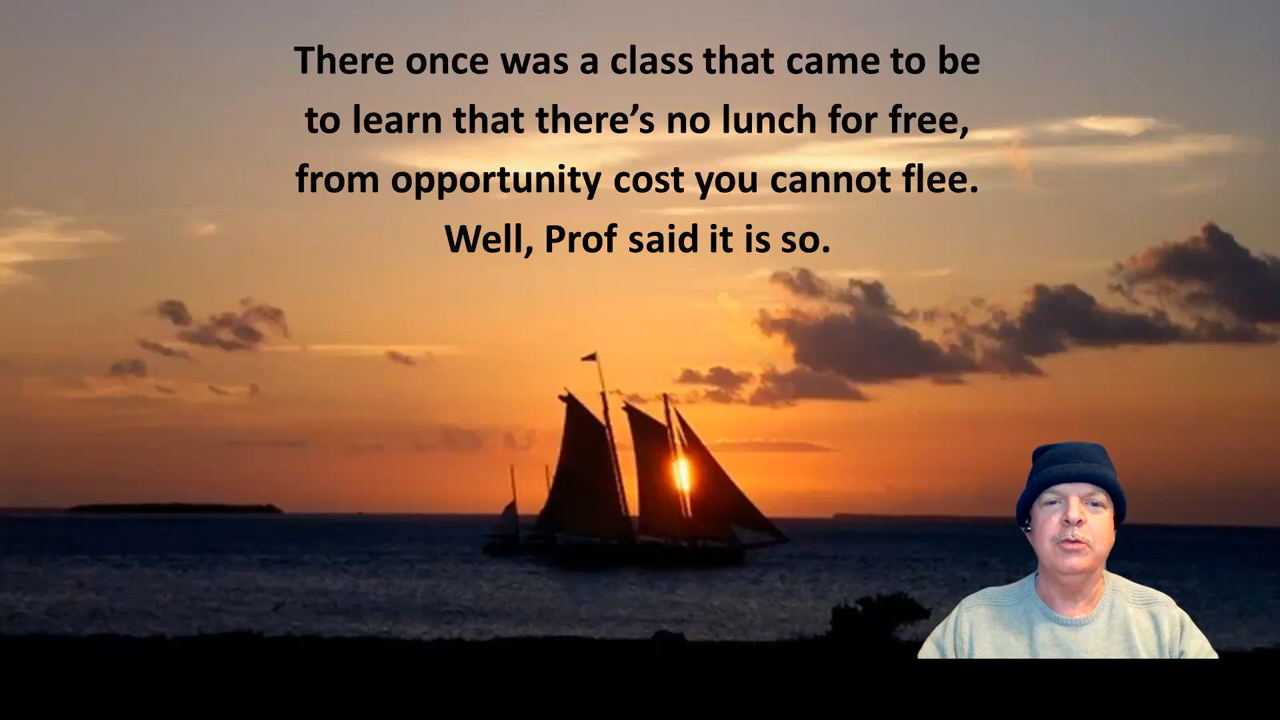 There once was a class that came to be
to learn that there’s no lunch for free,
from opportunity cost you cannot flee.
Well, Prof said it is so.